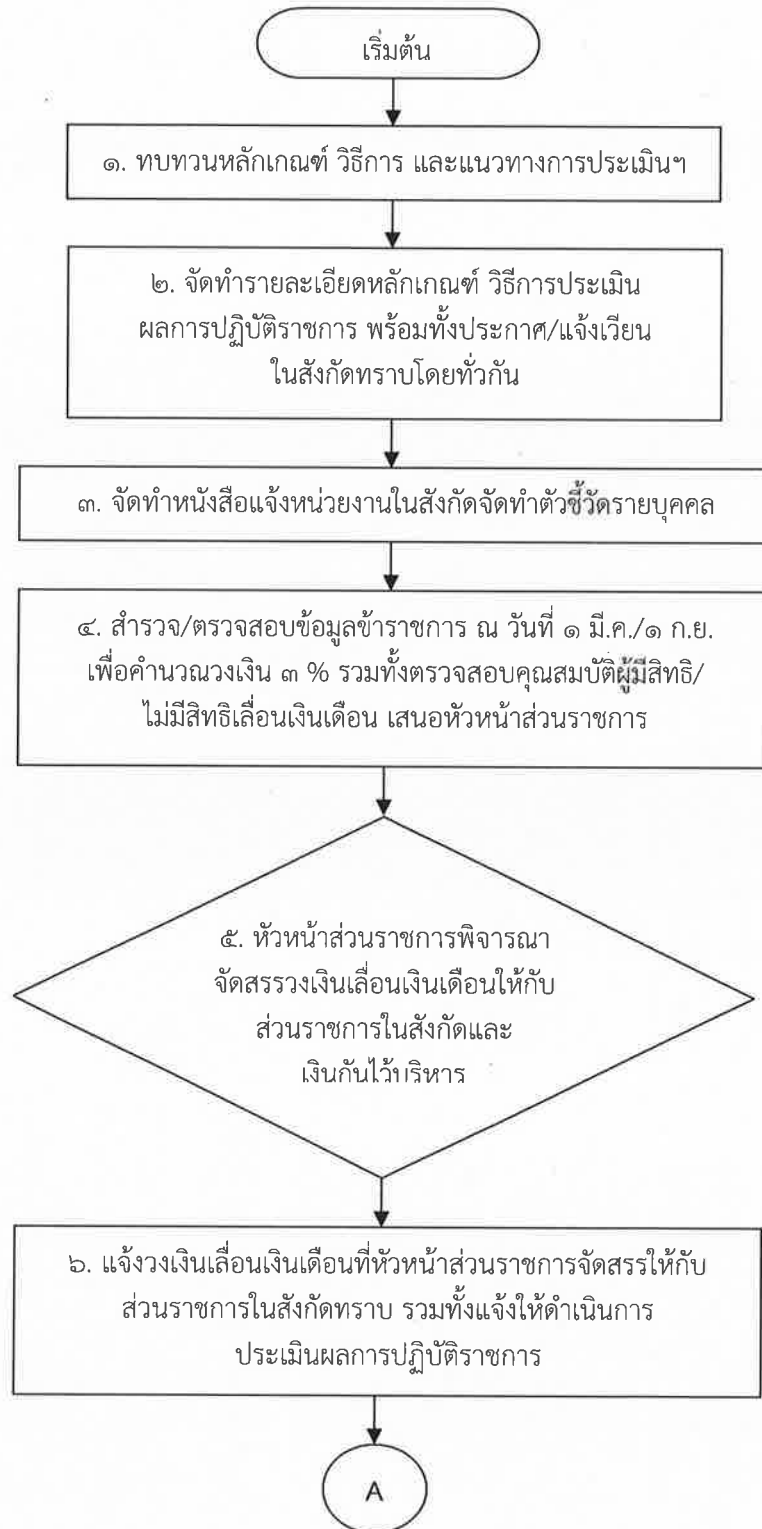 เริ่มต้น
๑. ทบทวนหลักเกณฑ์ วิธีการ และแนวทางการประเมินฯ
๒. จัดทำรายละเอียดหลักเกณฑ์ วิธีการประเมิน
ผลการปฏิบัติราชการ พร้อมทั้งประกาศ/แจ้งเวียน
ในสังกัดทราบโดยทั่วกัน
๓. จัดทำหนังสือแจ้งหน่วยงานในสังกัดจัดทำตัวชี้วัดรายบุคคล
๔. สำรวจ/ตรวจสอบข้อมูลข้าราชการ ณ วันที่ ๑ มี.ค./๑ ก.ย.
เพื่อคำนวณวงเงิน ๓ % รวมทั้งตรวจสอบคุณสมบัติผู้มีสิทธิ/
ไม่มีสิทธิเลื่อนเงินเดือน เสนอหัวหน้าส่วนราชการ
๕. หัวหน้าส่วนราชการพิจารณา
จัดสรรวงเงินเลื่อนเงินเดือนให้กับ
ส่วนราชการในสังกัดและ
เงินกันไว้บริหาร
๖. แจ้งวงเงินเลื่อนเงินเดือนที่หัวหน้าส่วนราชการจัดสรรให้กับ
ส่วนราชการในสังกัดทราบ รวมทั้งแจ้งให้ดำเนินการ
ประเมินผลการปฏิบัติราชการ
A